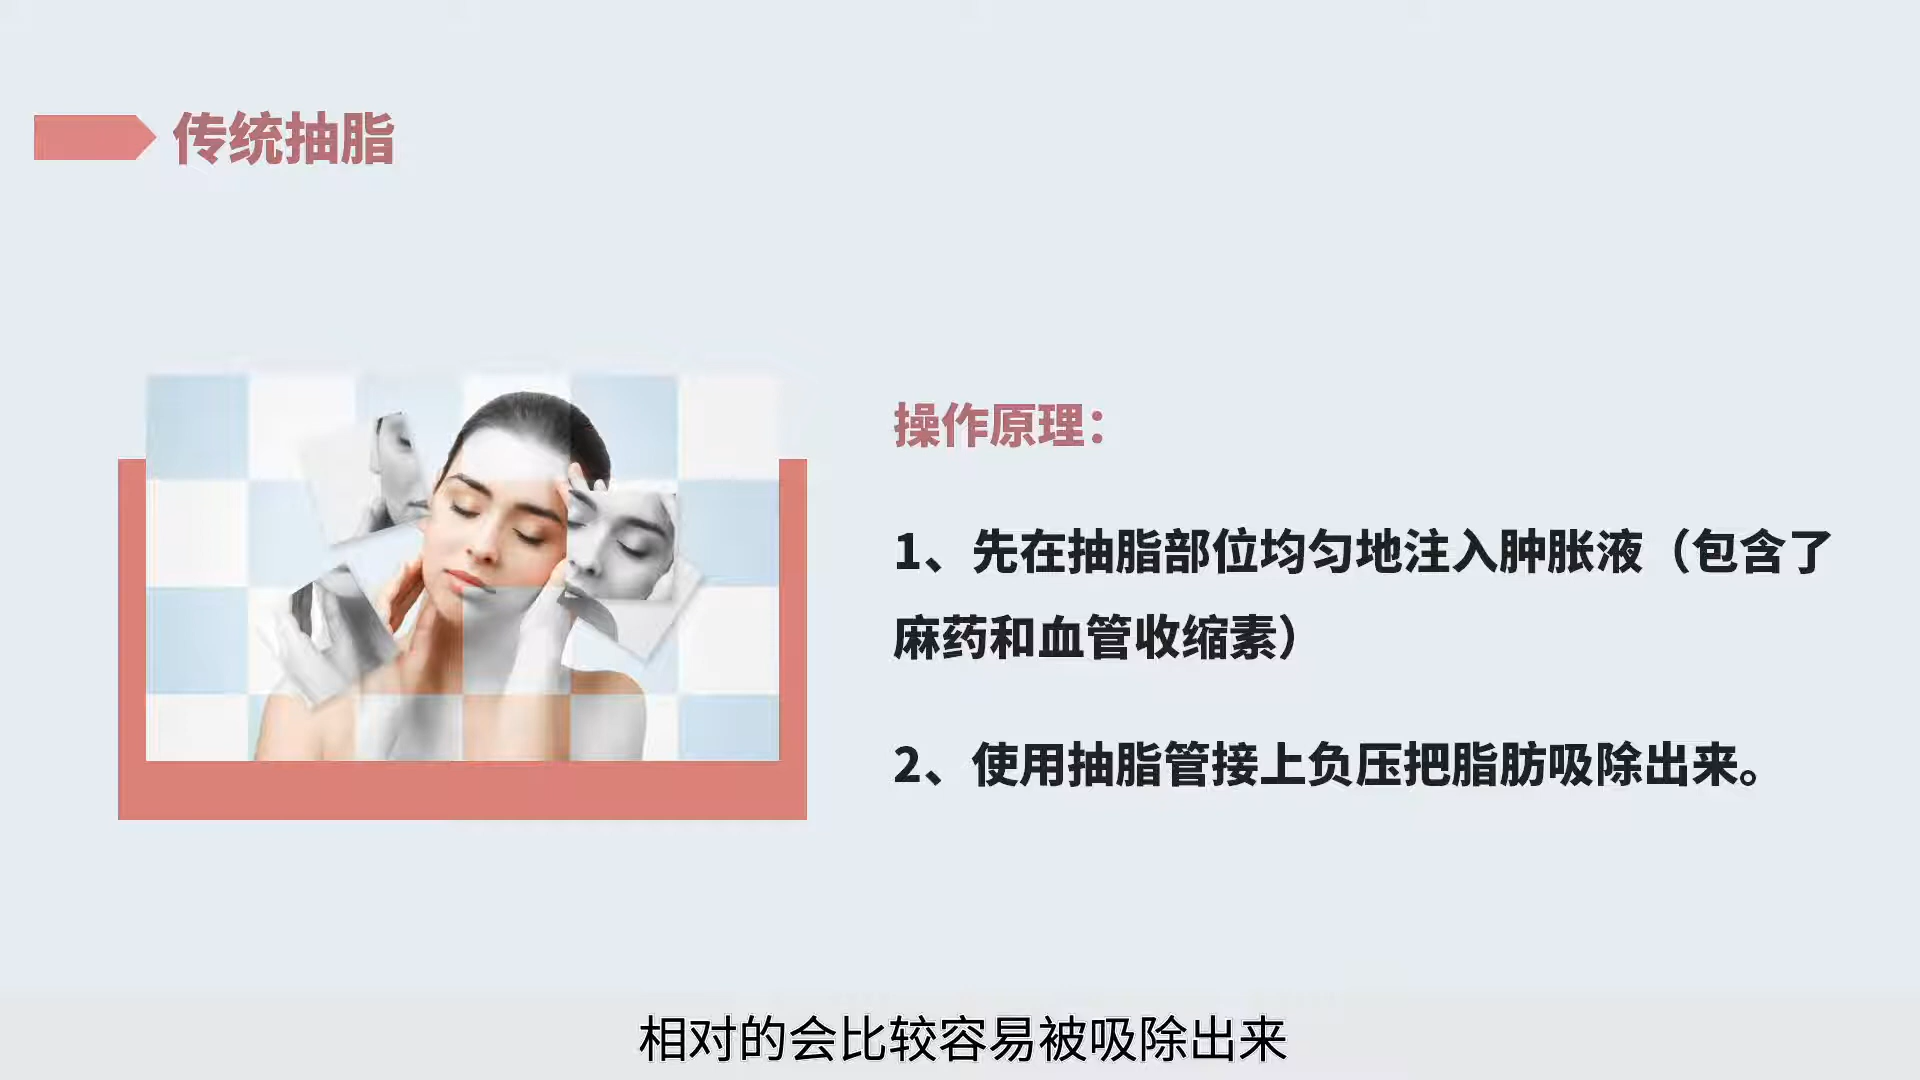 传统抽脂
操作原理：
1、先在抽脂部位均匀地注入肿胀液（包含了
麻药和血管收缩素）
2、使用抽脂管接上负压把脂肪吸除出来。
相对的会比较容易被吸除出来